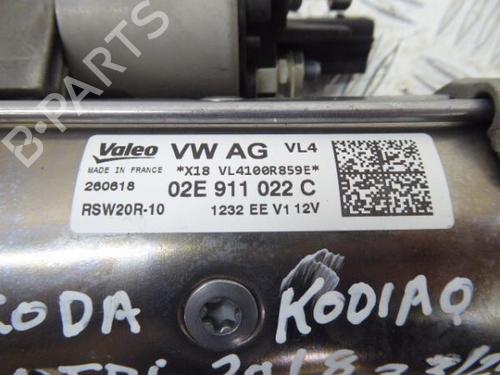 Valeo VW AG VL4
MADE IN FRANCE *X18 VL4100R859E*
260618 02E 911 022 C
RSW20R-10 1232 EE V1 12V
KODIAQ
2018
B-PARTS